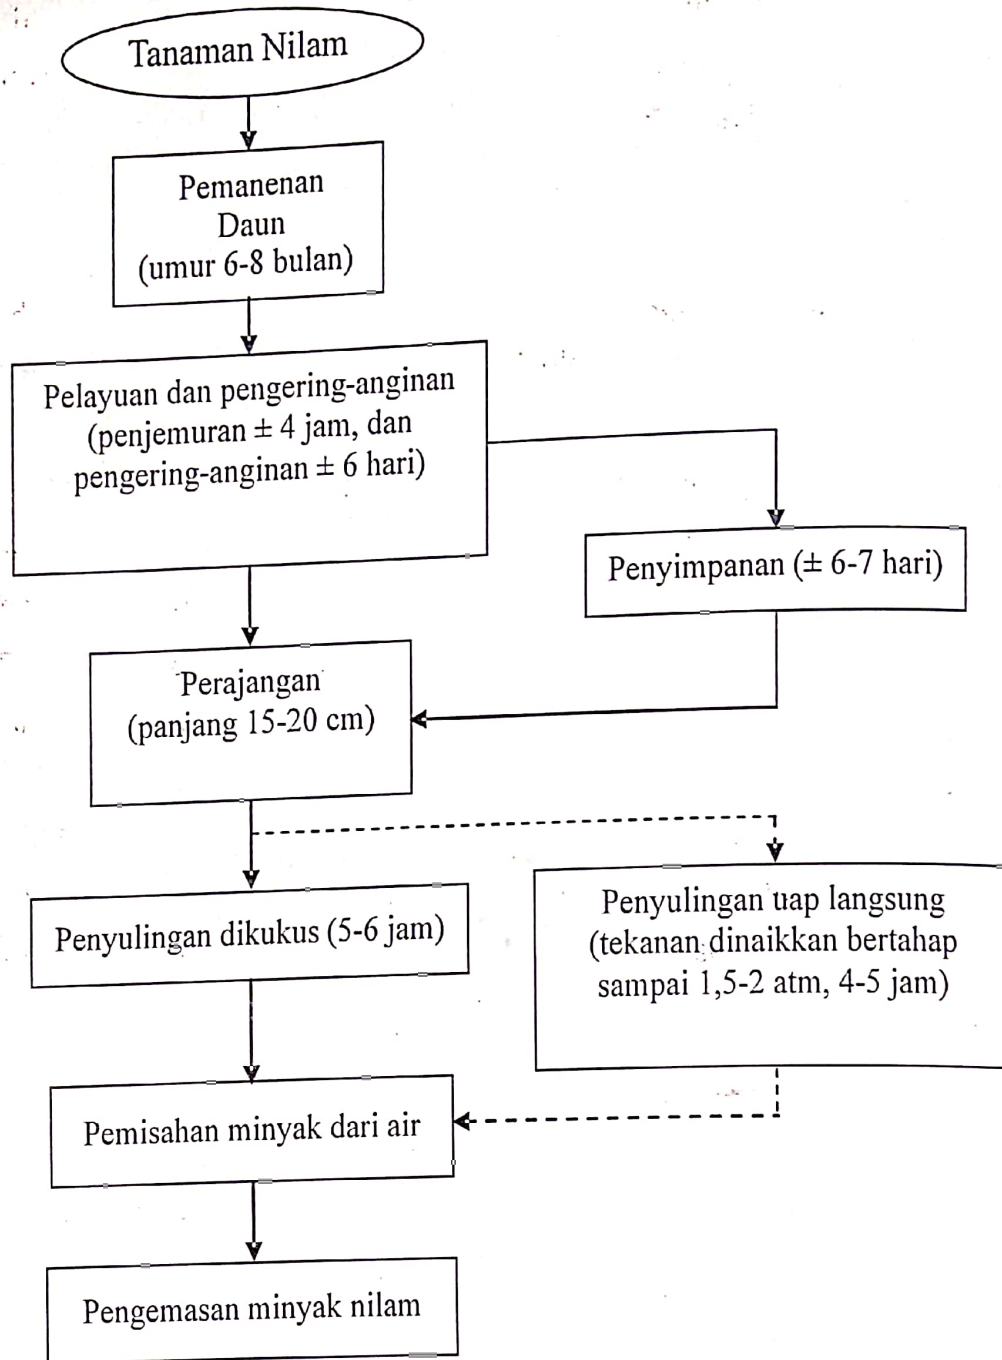 Tanaman Nilam
Pemanenan
Daun
(umur 6-8 bulan)
Pelayuan dan pengering-anginan
(penjemuran ± 4 jam, dan
pengering-anginan ± 6 hari)
Penyimpanan (± 6-7 hari)
Perajangan
(panjang 15-20 cm)
Penyulingan dikukus (5-6 jam)
Penyulingan uap langsung
(tekanan dinaikkan bertahap
sampai 1,5-2 atm, 4-5 jam)
Pemisahan minyak dari air
Pengemasan minyak nilam